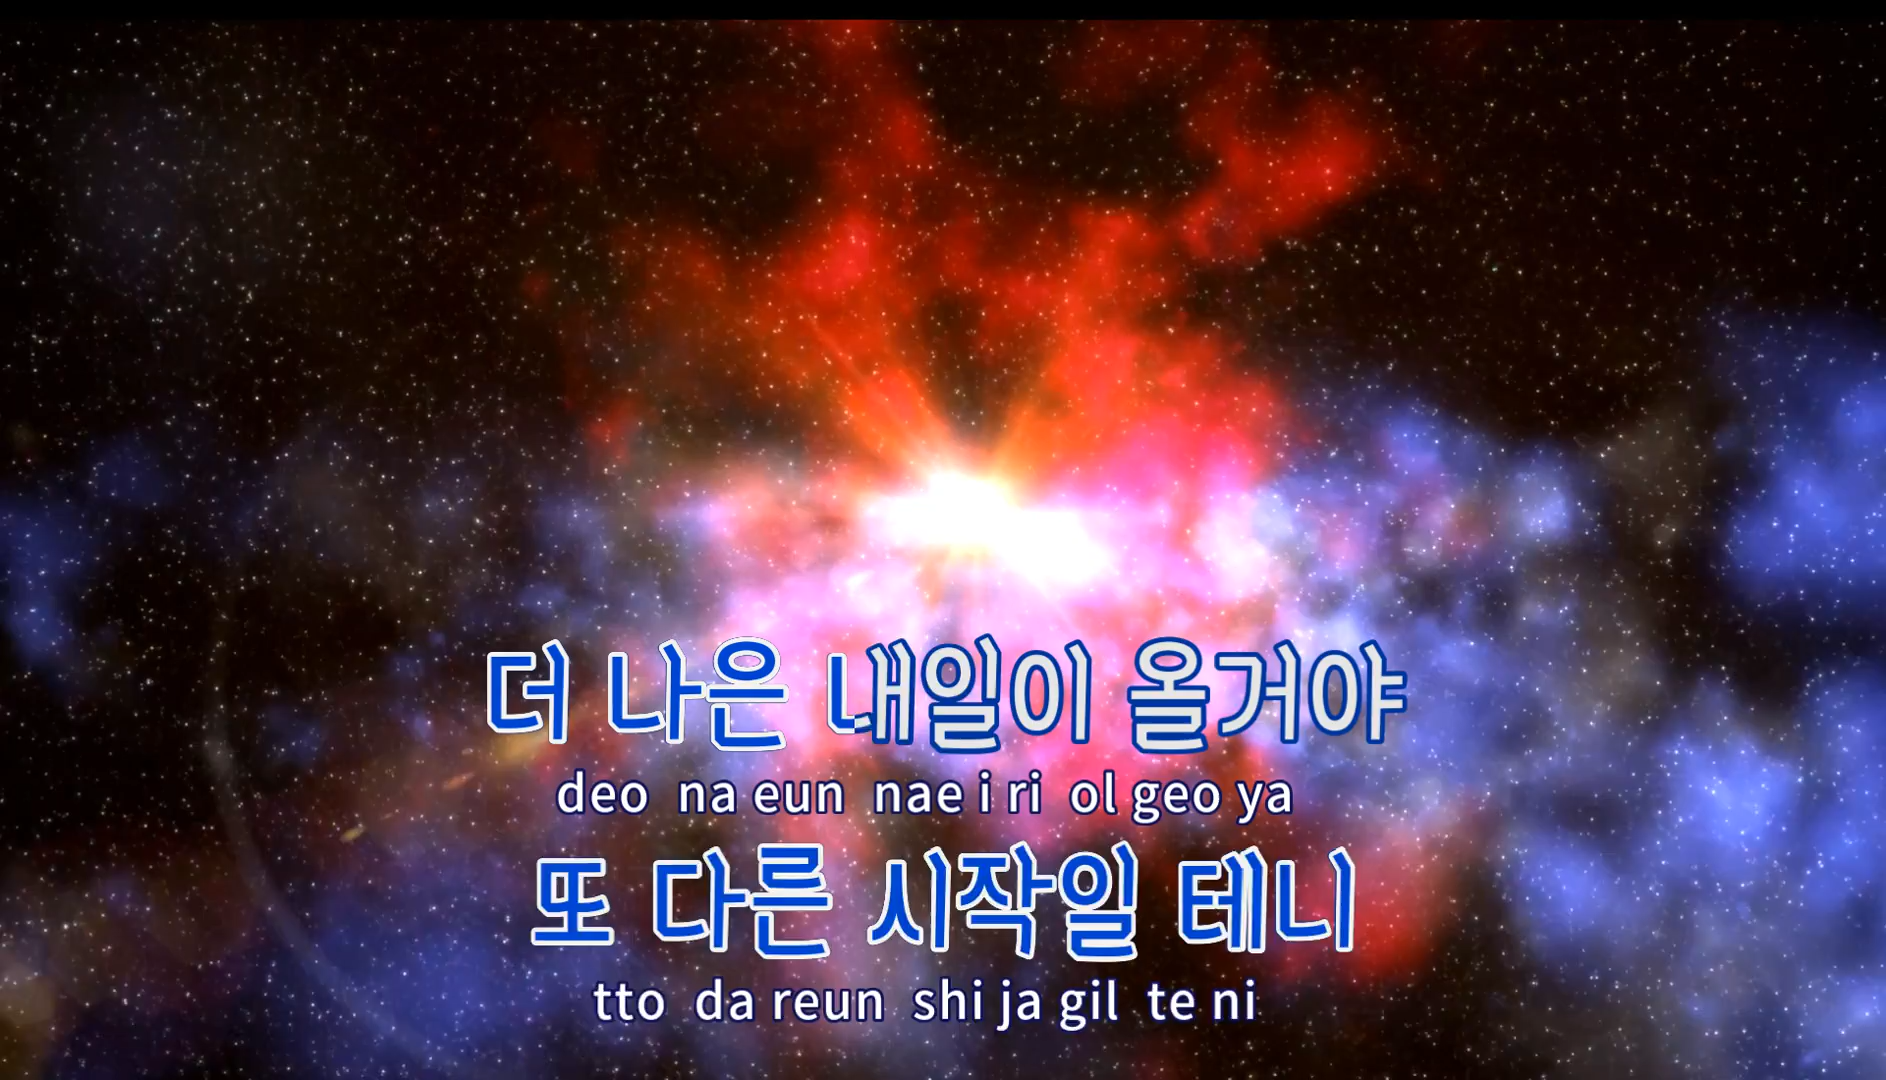 더 나은 내일이 올거야
deo na eun nae i ri ol geo ya
또 다른 시작일 테니
tto da reun shi ja gil te ni